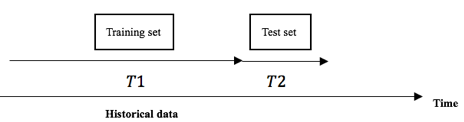 Training set
Test set
T1
T2
Time
Historical data